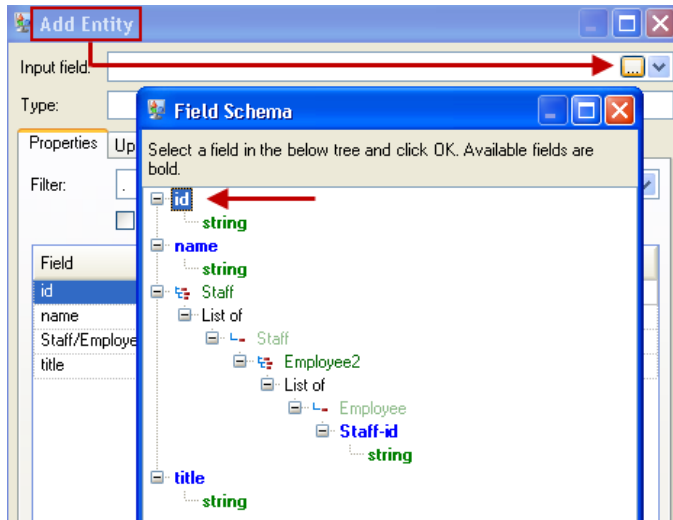 Add Entity
Input field:
...
Type:
Field Schema
Properties
Up
Select a field in the below tree and click OK. Available fields are
bold.
Filter:
.
id
string
name
string
Field
id
name
Staff/Employe
title
Staff
List of
Staff
Employee2
List of
Employee
Staff-id
string
title
string